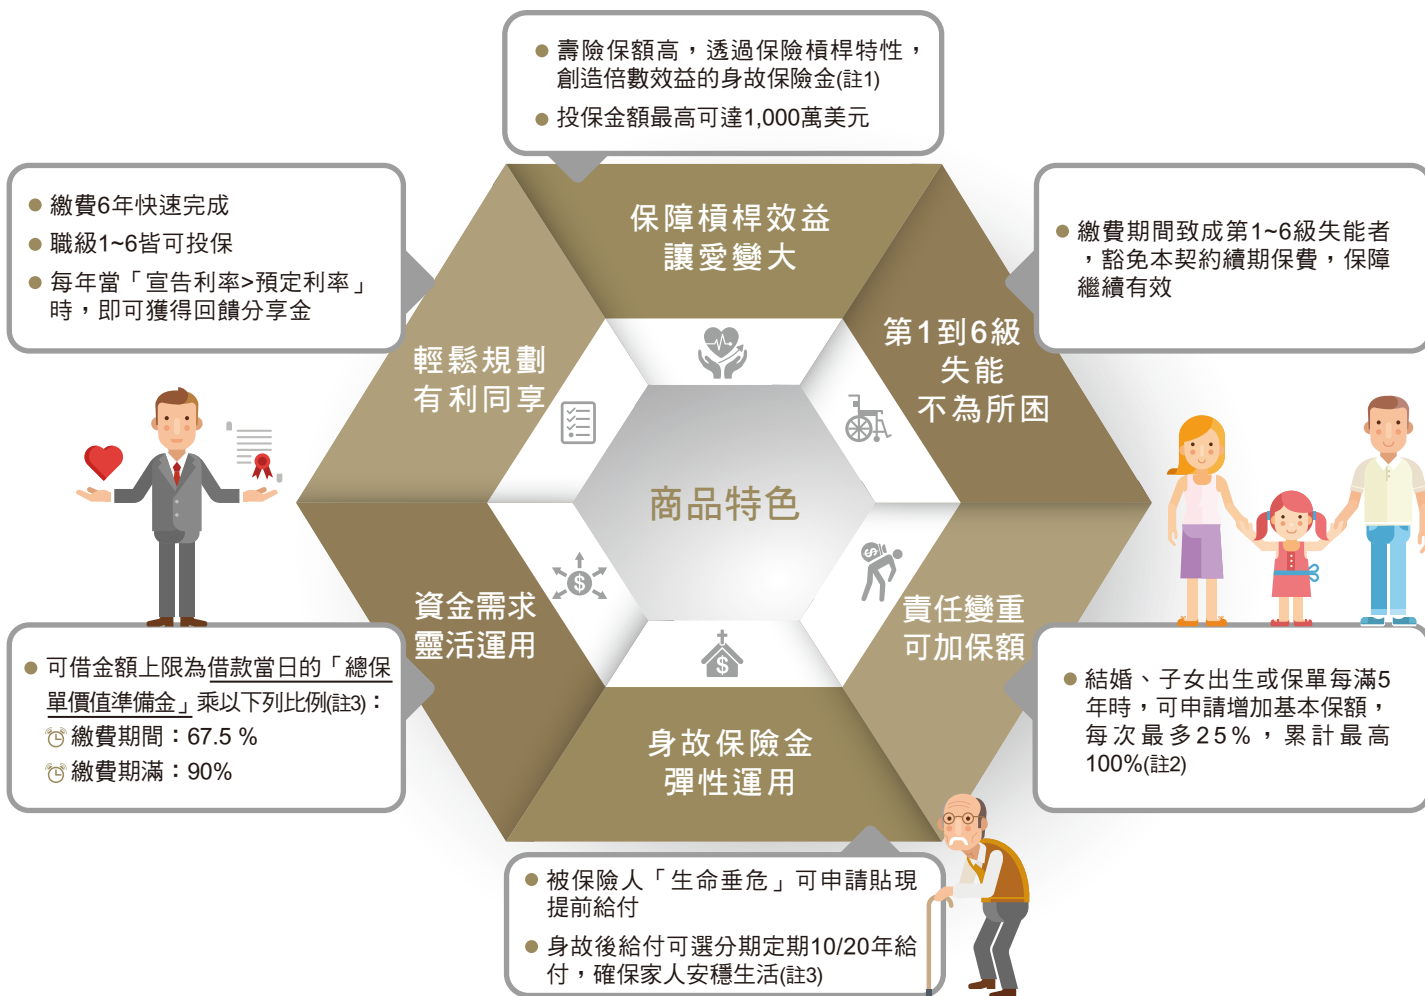 壽險保額高，透過保險槓桿特性，
創造倍數效益的身故保險金(註1)
投保金額最高可達1,000萬美元
繳費6年快速完成
職級1~6皆可投保
每年當「宣告利率>預定利率」
時，即可獲得回饋分享金
保障槓桿效益
讓愛變大
繳費期間致成第1~6級失能者
，豁免本契約續期保費，保障
繼續有效
輕鬆規劃
有利同享
第1到6級
失能
不為所困
商品特色
$
$
資金需求
靈活運用
責任變重
可加保額
$
可借金額上限為借款當日的「總保
單價值準備金」乘以下列比例(註3)：
繳費期間：67.5 %
繳費期滿：90%
結婚、子女出生或保單每滿5
年時，可申請增加基本保額，
每次最多25%，累計最高
100%(註2)
身故保險金
彈性運用
被保險人「生命垂危」可申請貼現
提前給付
身故後給付可選分期定期10/20年給
付，確保家人安穩生活(註3)